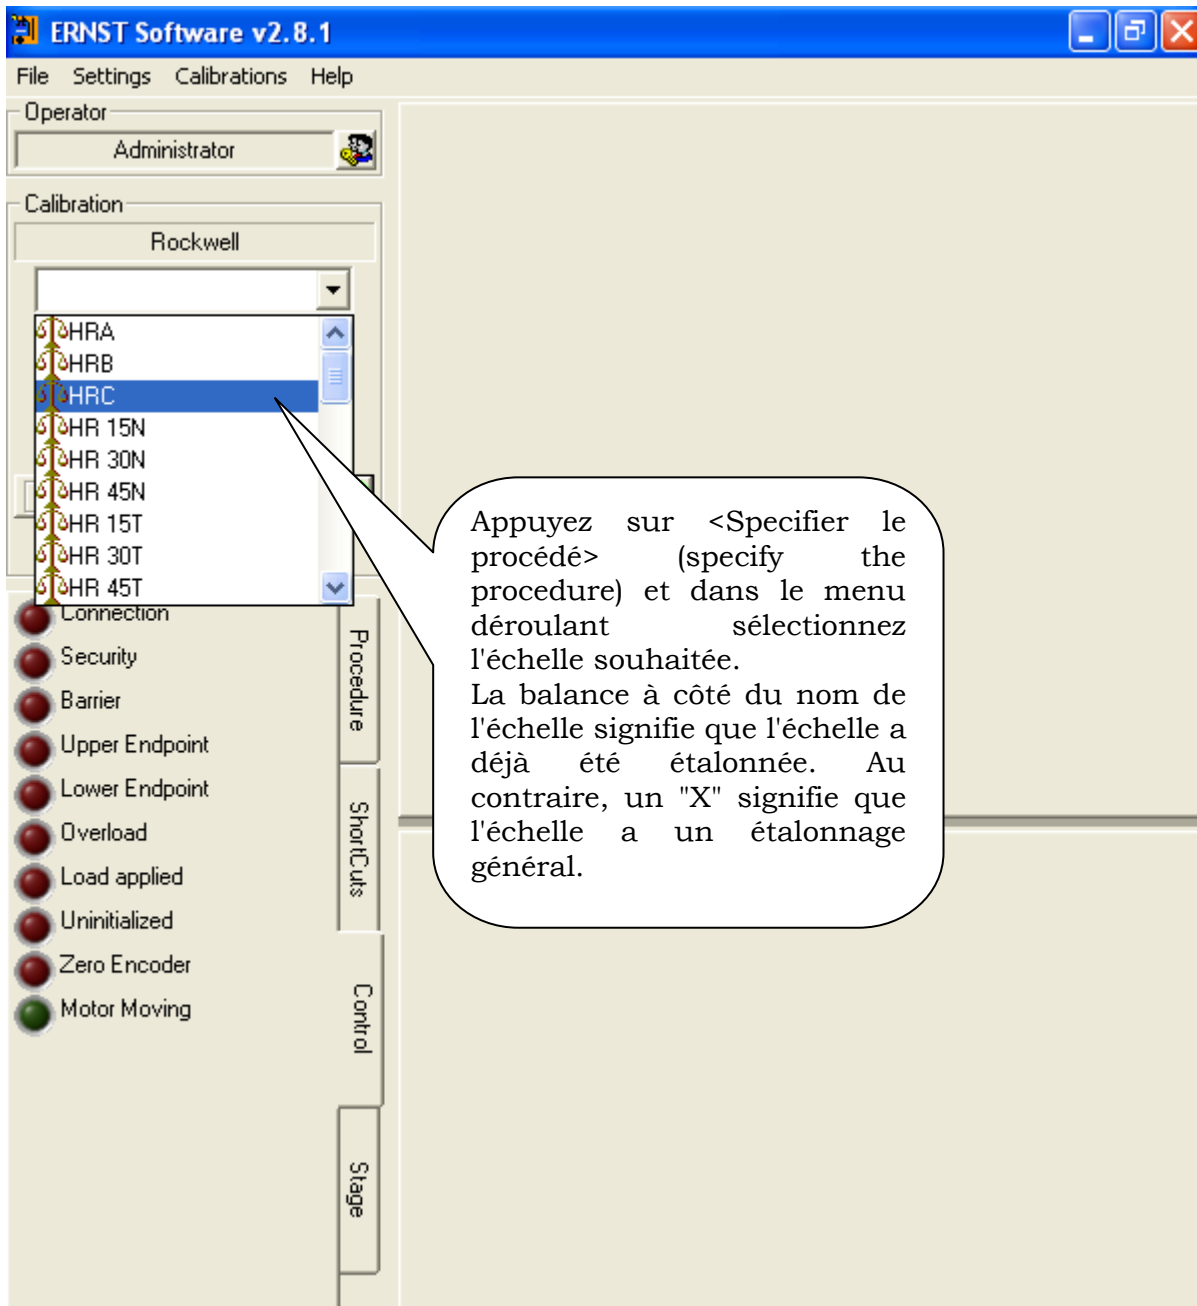 ERNST Software v2.8.1
File Settings Calibrations Help
Operator
Administrator
Calibration
Rockwell
HRA
HRB
HRC
HR 15N
HR 30N
HR 45N
HR 15T
HR 30T
HR 45T
Connection
Security
Barrier
Upper Endpoint
Lower Endpoint
Overload
Load applied
Uninitialized
Zero Encoder
Motor Moving
Procedure
ShortCuts
Control
Stage
Appuyez sur <Specifier le
procédé> (specify the
procedure) et dans le menu
déroulant sélectionnez
l'échelle souhaitée.
La balance à côté du nom de
l'échelle signifie que l'échelle a
déjà été étalonnée. Au
contraire, un "X" signifie que
l'échelle a un étalonnage
général.